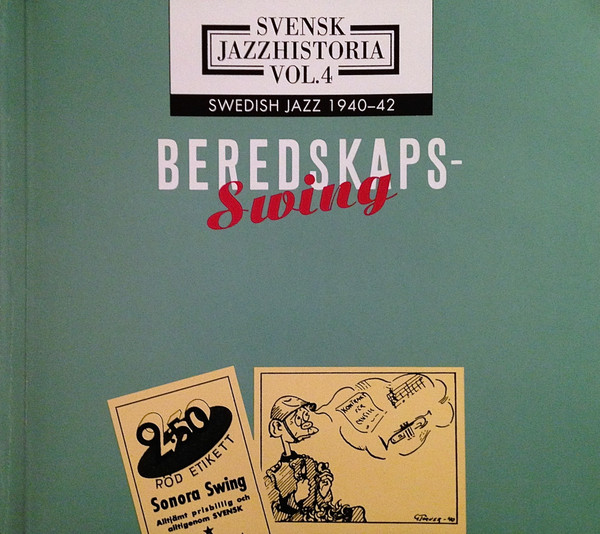 SVENSK
JAZZHISTORIA
VOL.4
SWEDISH JAZZ 1940–42
BEREDSKAPS-
Swing
2.50
RÖD ETIKETT
Sonora Swing
Alltjämt prisbillig och
alltigenom SVENSK